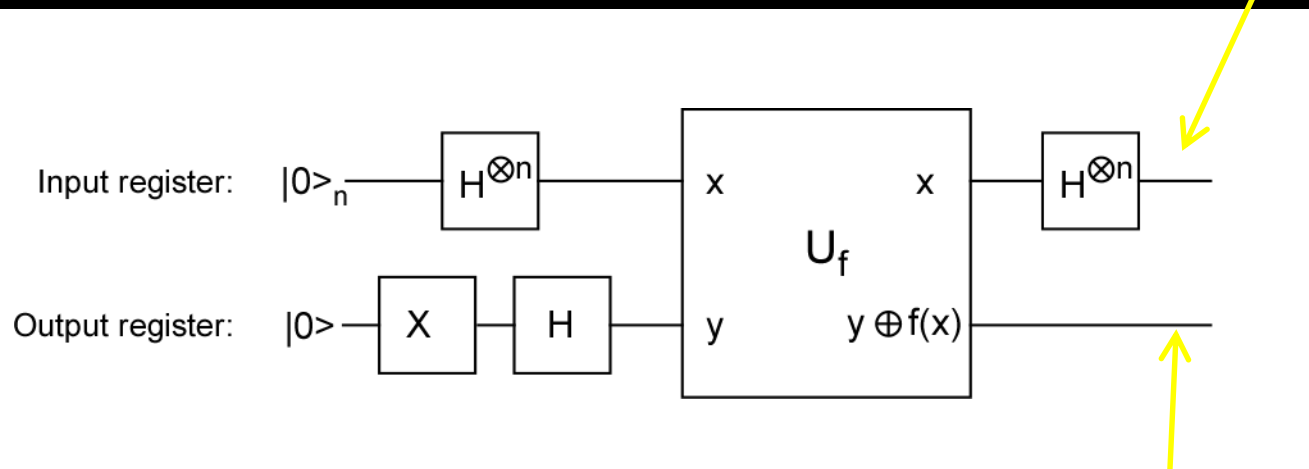 Input register: |0>n H⊗n x x H⊗n
Uf
Output register: |0> X H y y ⊕ f(x)